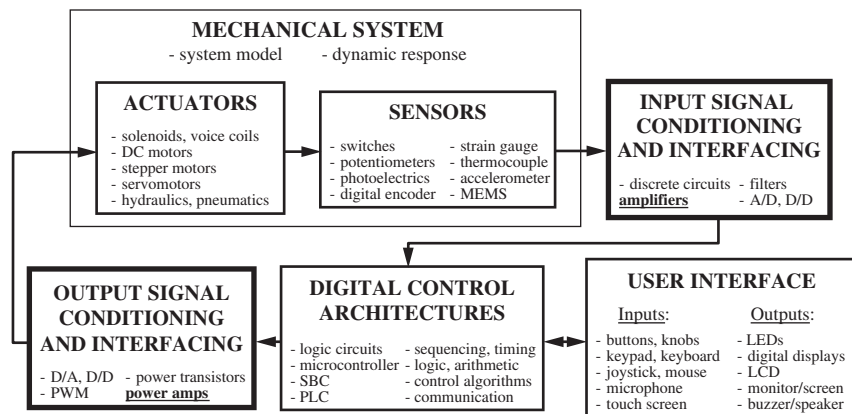 MECHANICAL SYSTEM
- system model - dynamic response
ACTUATORS
- solenoids, voice coils
- DC motors
- stepper motors
- servomotors
- hydraulics, pneumatics
SENSORS
- switches - strain gauge
- potentiometers - thermocouple
- photoelectrics - accelerometer
- digital encoder - MEMS
INPUT SIGNAL
CONDITIONING
AND INTERFACING
- discrete circuits - filters
amplifiers - A/D, D/D
OUTPUT SIGNAL
CONDITIONING
AND INTERFACING
- D/A, D/D - power transistors
- PWM power amps
DIGITAL CONTROL
ARCHITECTURES
- logic circuits - sequencing, timing
- microcontroller - logic, arithmetic
- SBC - control algorithms
- PLC - communication
USER INTERFACE
Inputs: Outputs:
- buttons, knobs - LEDs
- keypad, keyboard - digital displays
- joystick, mouse - LCD
- microphone - monitor/screen
- touch screen - buzzer/speaker